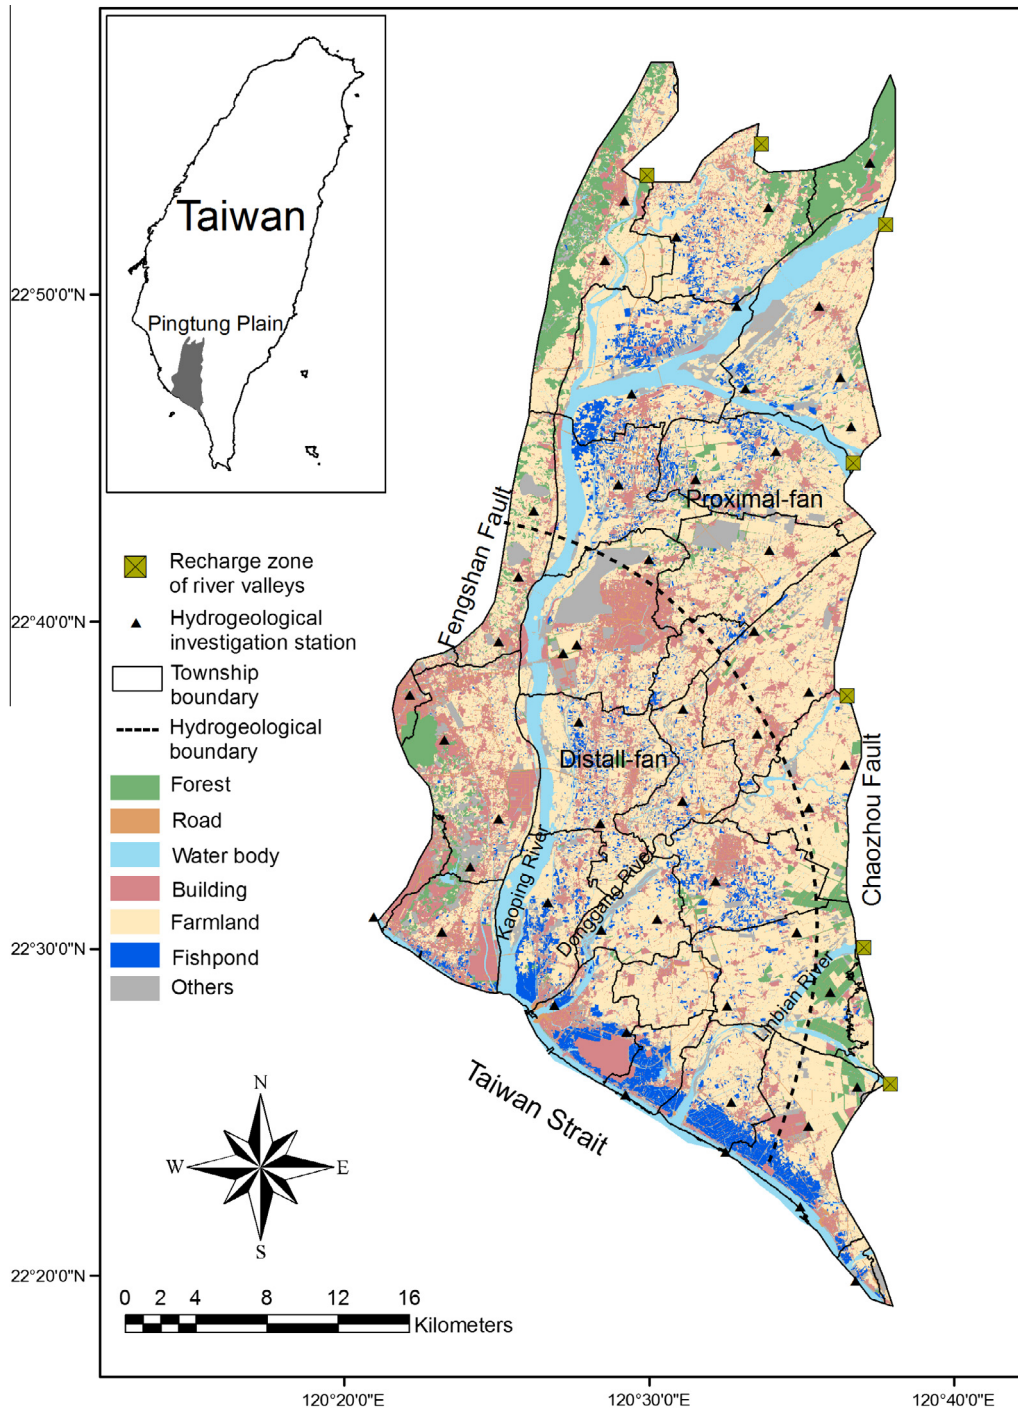 Taiwan
Pingtung Plain
22°50'0"N
22°40'0"N
22°30'0"N
22°20'0"N
Recharge zone
of river valleys
Hydrogeological
investigation station
Township
boundary
Hydrogeological
boundary
Forest
Road
Water body
Building
Farmland
Fishpond
Others
Fengshan Fault
Proximal-fan
Distall-fan
Chaozhou Fault
Kaoping River
Donggang River
Linbian River
Taiwan Strait
N
W
E
S
0 2 4 8 12 16
Kilometers
120°20'0"E
120°30'0"E
120°40'0"E